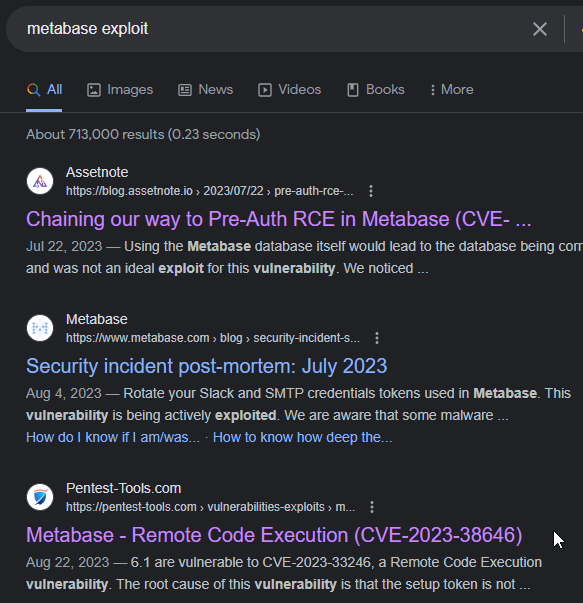 metabase exploit
All Images News Videos Books More
About 713,000 results (0.23 seconds)
Assetnote
https://blog.assetnote.io › 2023/07/22 › pre-auth-rce-...
Chaining our way to Pre-Auth RCE in Metabase (CVE- ...
Jul 22, 2023 — Using the Metabase database itself would lead to the database being corr
and was not an ideal exploit for this vulnerability. We noticed ...
Metabase
https://www.metabase.com › blog › security-incident-s...
Security incident post-mortem: July 2023
Aug 4, 2023 — Rotate your Slack and SMTP credentials tokens used in Metabase. This
vulnerability is being actively exploited. We are aware that some malware ...
How do I know if I am/was... · How to know how deep the...
Pentest-Tools.com
https://pentest-tools.com › vulnerabilities-exploits › m...
Metabase - Remote Code Execution (CVE-2023-38646)
Aug 22, 2023 — 6.1 are vulnerable to CVE-2023-33246, a Remote Code Execution
vulnerability. The root cause of this vulnerability is that the setup token is not ...